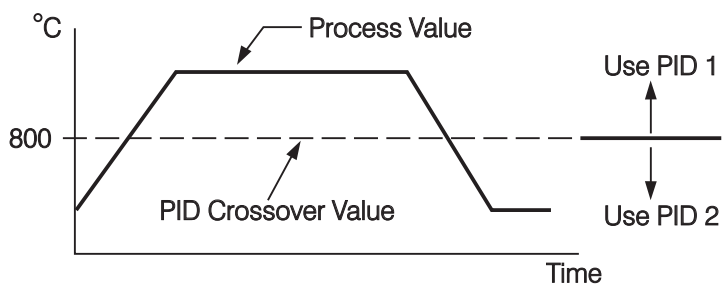 °C
Process Value
Use PID 1
800
PID Crossover Value
Use PID 2
Time